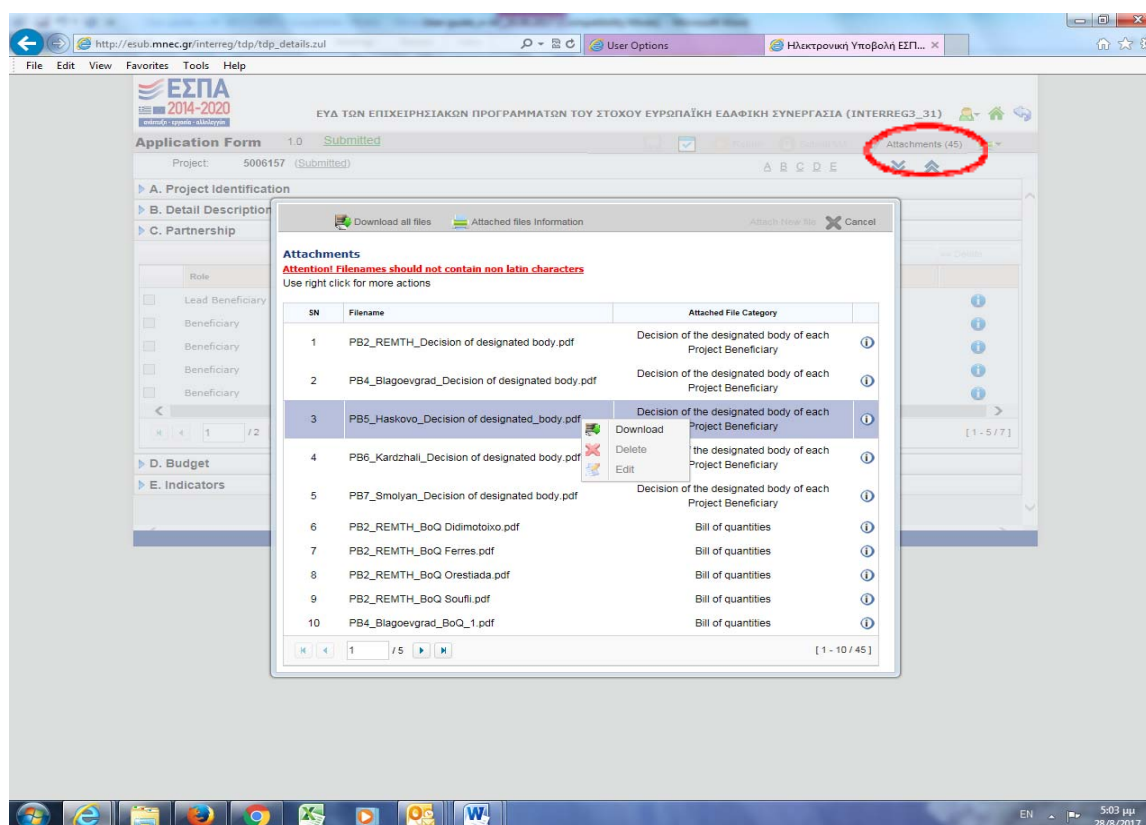 http://esub.mnec.gr/interreg/tdp/tdp_details.zul
User Options
Ηλεκτρονική Υποβολή ΕΣΠ...
File Edit View Favorites Tools Help
ΕΣΠΑ
2014-2020
ανάπτυξη - εργασία - αλληλεγγύη
ΕΥΔ ΤΩΝ ΕΠΙΧΕΙΡΗΣΙΑΚΩΝ ΠΡΟΓΡΑΜΜΑΤΩΝ ΤΟΥ ΣΤΟΧΟΥ ΕΥΡΩΠΑΪΚΗ ΕΔΑΦΙΚΗ ΣΥΝΕΡΓΑΣΙΑ (INTERREG3_31)
Application Form 1.0 Submitted Attachments (45)
Project: 5006157 (Submitted) A B C D E
A. Project Identification
B. Detail Description
C. Partnership
Role
Lead Beneficiary
Beneficiary
Beneficiary
Beneficiary
Beneficiary
1 / 2 [ 1 - 5 / 7 ]
D. Budget
E. Indicators
Download all files Attached files Information Attach New file Cancel
Attachments
Attention! Filenames should not contain non latin characters
Use right click for more actions
SN Filename Attached File Category
1 PB2_REMTH_Decision of designated body.pdf Decision of the designated body of each Project Beneficiary
2 PB4_Blagoevgrad_Decision of designated body.pdf Decision of the designated body of each Project Beneficiary
3 PB5_Haskovo_Decision of designated_body.pdf Decision of the designated body of each Project Beneficiary
Download
Delete
Edit
4 PB6_Kardzhali_Decision of designated body.pdf the designated body of each Project Beneficiary
5 PB7_Smolyan_Decision of designated body.pdf Decision of the designated body of each Project Beneficiary
6 PB2_REMTH_BoQ Didimotoixo.pdf Bill of quantities
7 PB2_REMTH_BoQ Ferres.pdf Bill of quantities
8 PB2_REMTH_BoQ Orestiada.pdf Bill of quantities
9 PB2_REMTH_BoQ Soufli.pdf Bill of quantities
10 PB4_Blagoevgrad_BoQ_1.pdf Bill of quantities
1 / 5 [ 1 - 10 / 45 ]
EN 5:03 μμ
28/8/2017